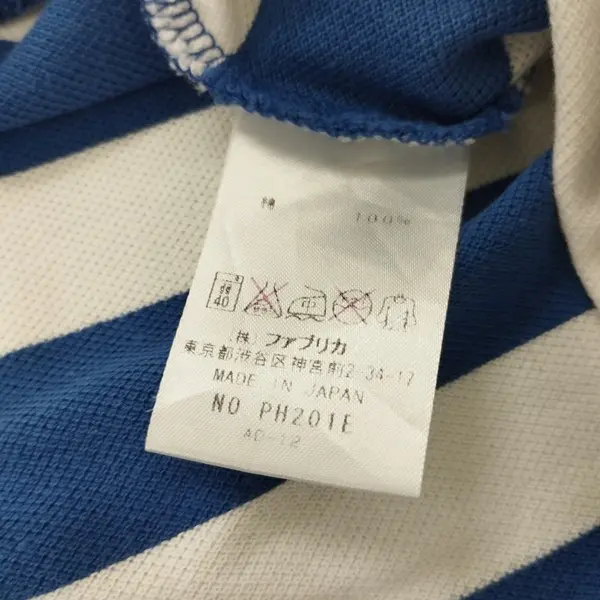 綿 100%
40
(株) ファブリカ
東京都渋谷区神宮前2-34-17
MADE IN JAPAN
NO PH201E
AD-12